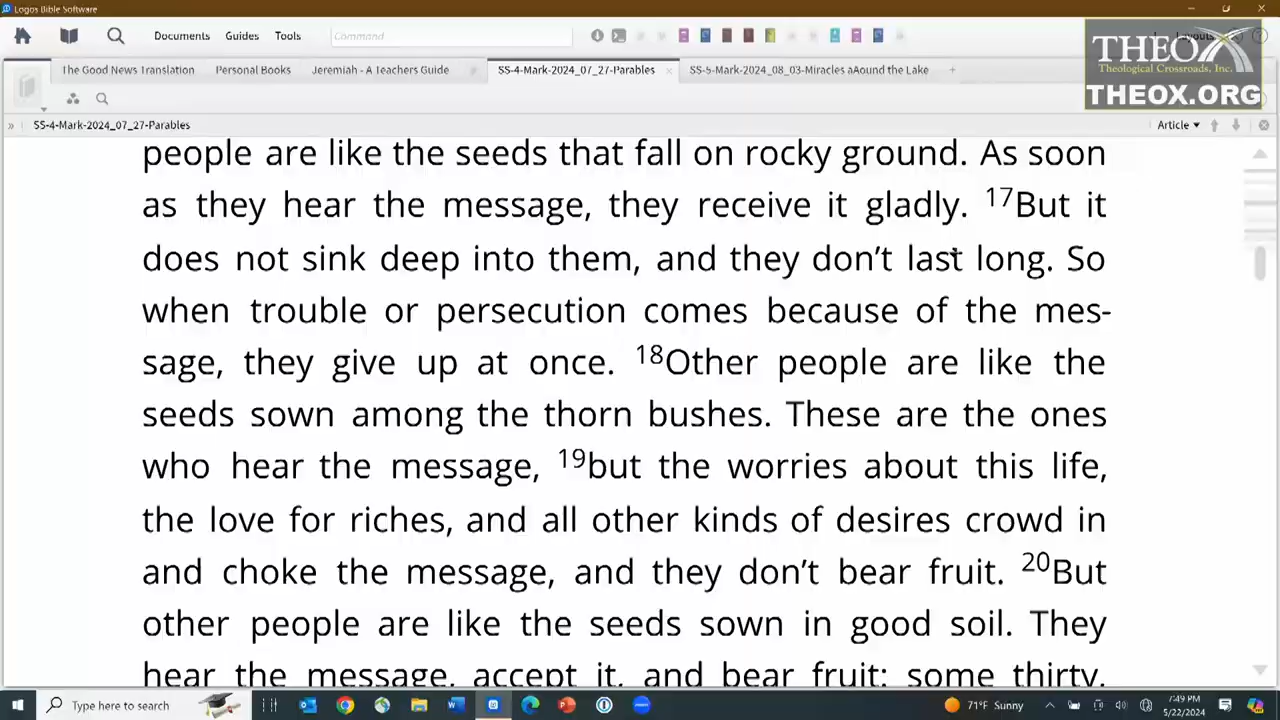 Logos Bible Software
Documents Guides Tools Command
THEOX
Theological Crossroads, Inc.
THEOX.ORG
The Good News Translation Personal Books Jeremiah - A Teac SS-4-Mark-2024_07_27-Parables SS-5-Mark-2024_08_03-Miracles aAound the Lake
SS-4-Mark-2024_07_27-Parables Article
people are like the seeds that fall on rocky ground. As soon
as they hear the message, they receive it gladly. 17But it
does not sink deep into them, and they don’t last long. So
when trouble or persecution comes because of the mes-
sage, they give up at once. 18Other people are like the
seeds sown among the thorn bushes. These are the ones
who hear the message, 19but the worries about this life,
the love for riches, and all other kinds of desires crowd in
and choke the message, and they don’t bear fruit. 20But
other people are like the seeds sown in good soil. They
hear the message, accept it, and bear fruit: some thirty,
Type here to search 71°F Sunny 7:49 PM
5/22/2024